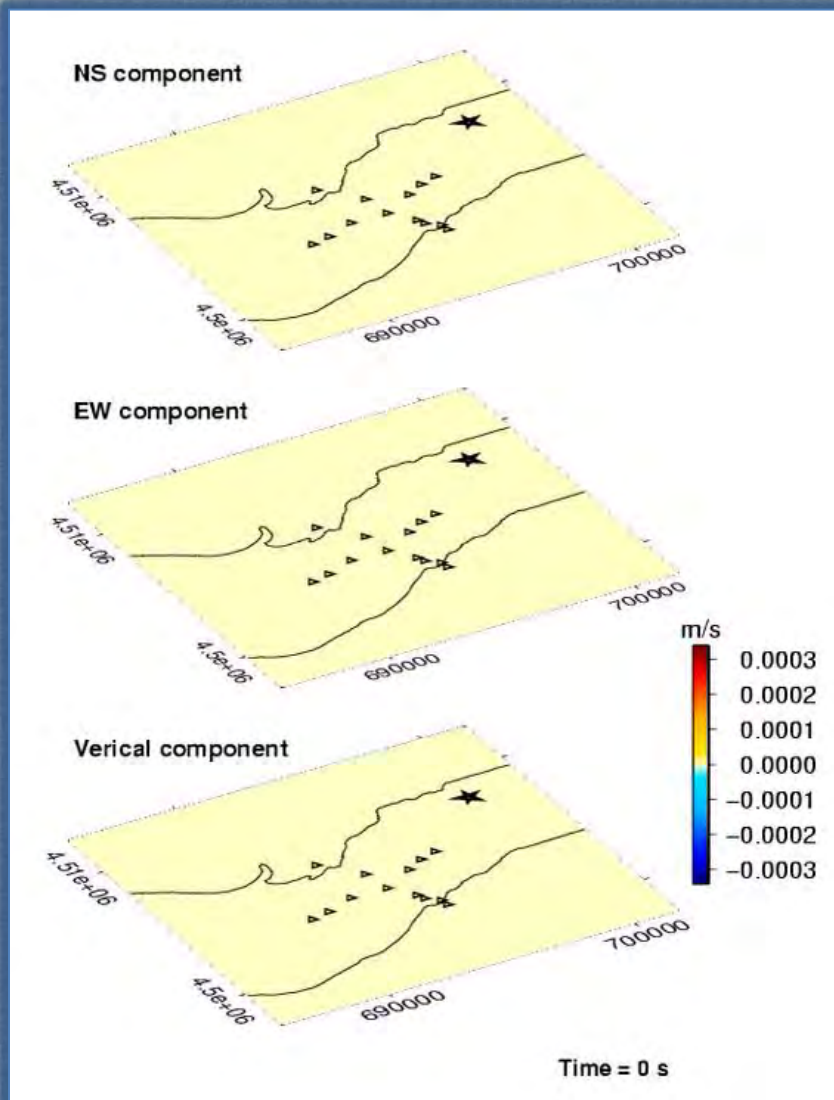 NS component
4.51e+06
4.5e+06
690000
700000
EW component
4.51e+06
4.5e+06
690000
700000
m/s
0.0003
0.0002
0.0001
0.0000
−0.0001
−0.0002
−0.0003
Verical component
4.51e+06
4.5e+06
690000
700000
Time = 0 s